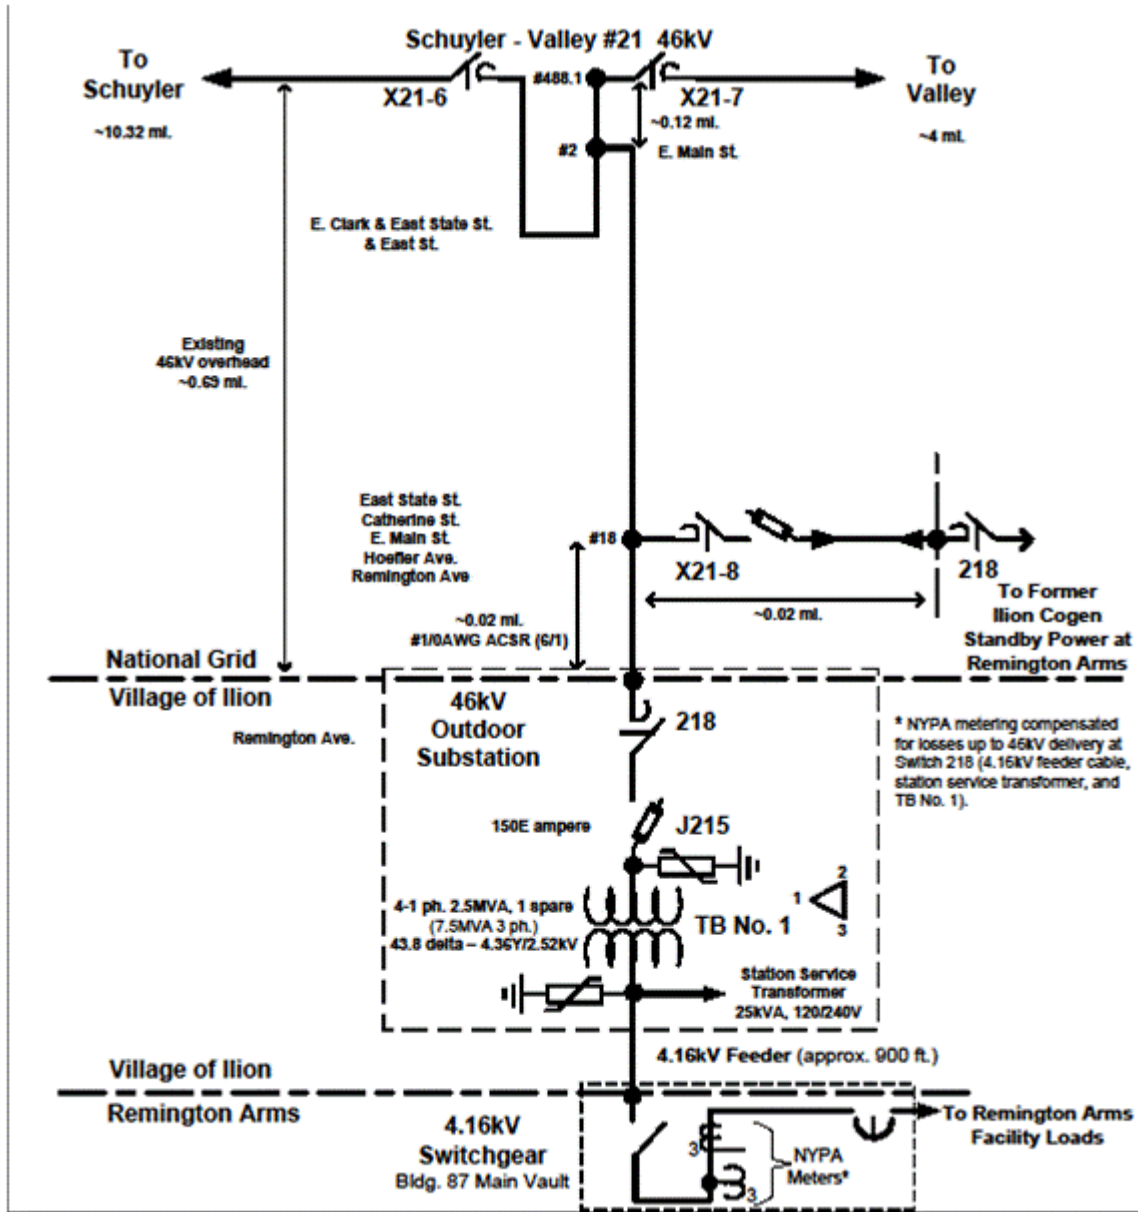 Schuyler - Valley #21 46kV
To
Schuyler
~10.32 mi.
X21-6
#488.1
X21-7
To
Valley
~4 mi.
~0.12 mi.
#2
E. Main St.
E. Clark & East State St.
& East St.
Existing
46kV overhead
~0.69 mi.
East State St.
Catherine St.
E. Main St.
Hoefler Ave.
Remington Ave
#18
X21-8
218
~0.02 mi.
To Former
Ilion Cogen
Standby Power at
Remington Arms
~0.02 mi.
#1/0AWG ACSR (6/1)
National Grid
Village of Ilion
Remington Ave.
46kV
Outdoor
Substation
218
* NYPA metering compensated
for losses up to 46kV delivery at
Switch 218 (4.16kV feeder cable,
station service transformer, and
TB No. 1).
150E ampere
J215
4-1 ph. 2.5MVA, 1 spare
(7.5MVA 3 ph.)
43.8 delta – 4.36Y/2.52kV
TB No. 1
1
2
3
Station Service
Transformer
25kVA, 120/240V
4.16kV Feeder (approx. 900 ft.)
Village of Ilion
Remington Arms
4.16kV
Switchgear
Bldg. 87 Main Vault
3
3
NYPA
Meters*
To Remington Arms
Facility Loads